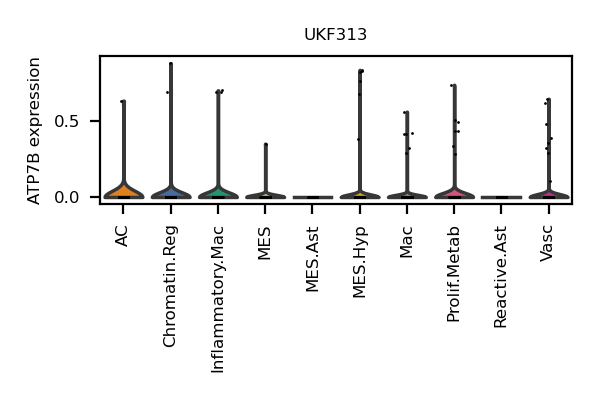 UKF313
ATP7B expression
0.5
0.0
AC
Chromatin.Reg
Inflammatory.Mac
MES
MES.Ast
MES.Hyp
Mac
Prolif.Metab
Reactive.Ast
Vasc